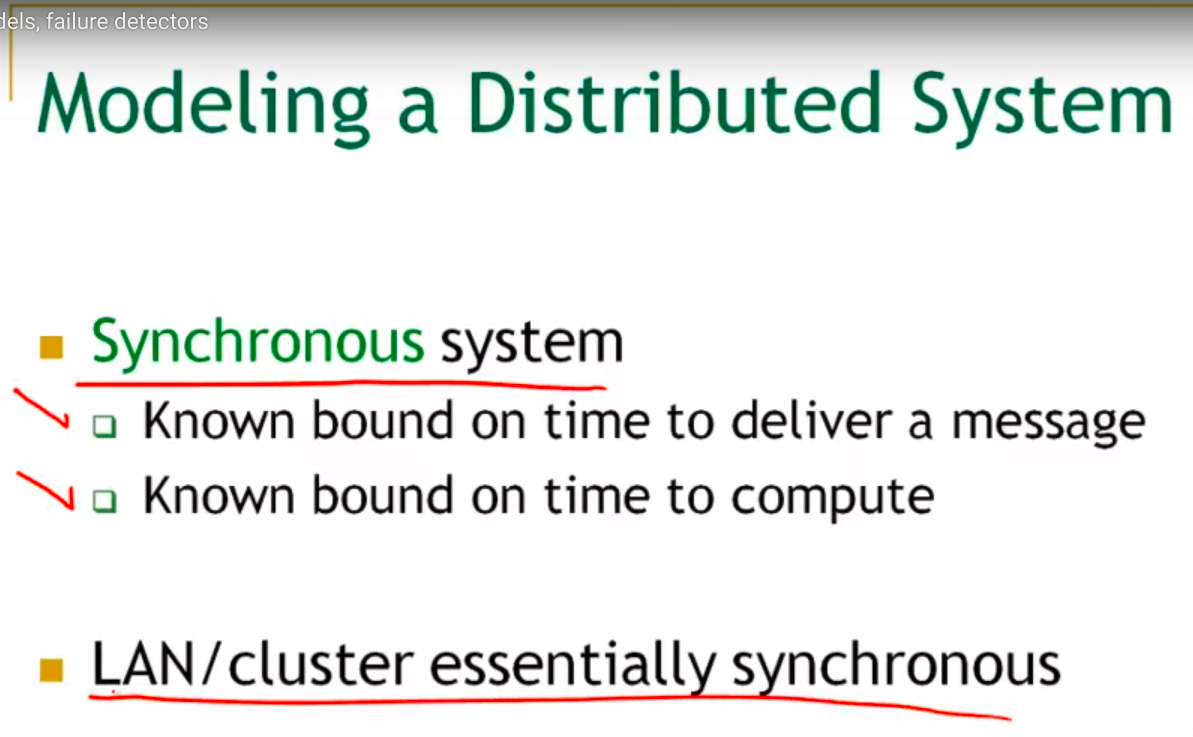 dels, failure detectors
Modeling a Distributed System
Synchronous system
Known bound on time to deliver a message
Known bound on time to compute
LAN/cluster essentially synchronous